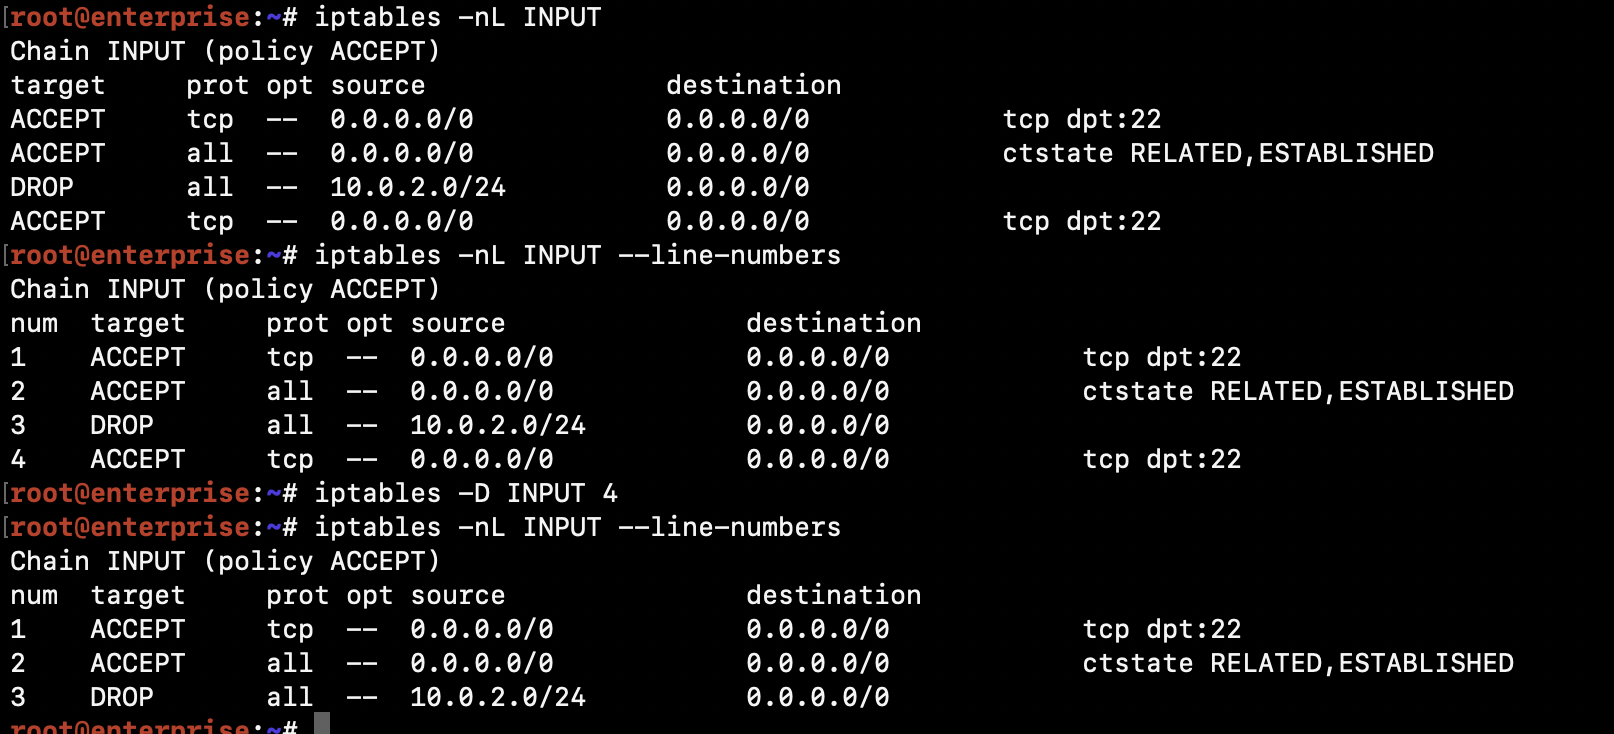 [root@enterprise:~# iptables -nL INPUT
Chain INPUT (policy ACCEPT)
target     prot opt source               destination
ACCEPT     tcp  --  0.0.0.0/0            0.0.0.0/0            tcp dpt:22
ACCEPT     all  --  0.0.0.0/0            0.0.0.0/0            ctstate RELATED,ESTABLISHED
DROP       all  --  10.0.2.0/24          0.0.0.0/0
ACCEPT     tcp  --  0.0.0.0/0            0.0.0.0/0            tcp dpt:22
[root@enterprise:~# iptables -nL INPUT --line-numbers
Chain INPUT (policy ACCEPT)
num  target     prot opt source               destination
1    ACCEPT     tcp  --  0.0.0.0/0            0.0.0.0/0            tcp dpt:22
2    ACCEPT     all  --  0.0.0.0/0            0.0.0.0/0            ctstate RELATED,ESTABLISHED
3    DROP       all  --  10.0.2.0/24          0.0.0.0/0
4    ACCEPT     tcp  --  0.0.0.0/0            0.0.0.0/0            tcp dpt:22
[root@enterprise:~# iptables -D INPUT 4
[root@enterprise:~# iptables -nL INPUT --line-numbers
Chain INPUT (policy ACCEPT)
num  target     prot opt source               destination
1    ACCEPT     tcp  --  0.0.0.0/0            0.0.0.0/0            tcp dpt:22
2    ACCEPT     all  --  0.0.0.0/0            0.0.0.0/0            ctstate RELATED,ESTABLISHED
3    DROP       all  --  10.0.2.0/24          0.0.0.0/0
root@enterprise:~#